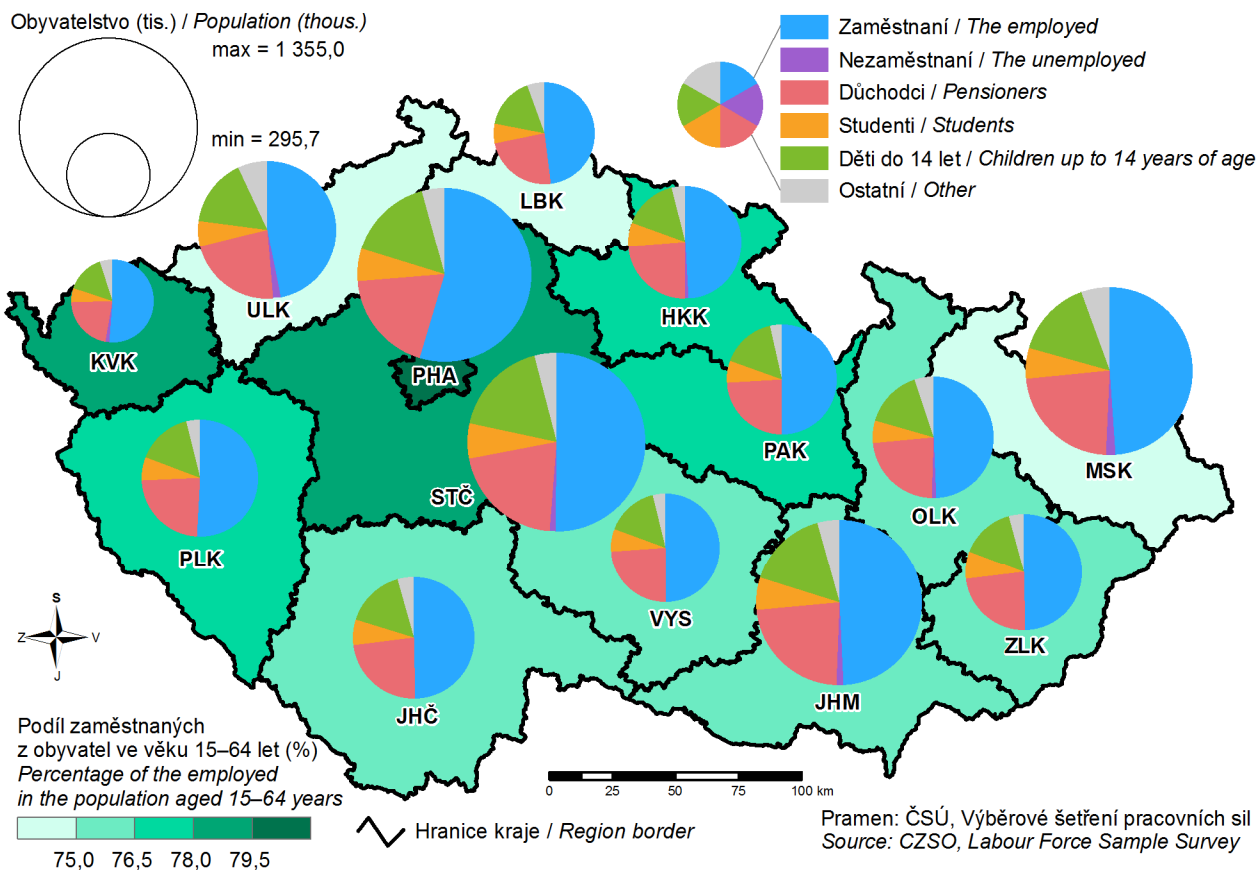 Obyvatelstvo (tis.) / Population (thous.)
max = 1 355,0
min = 295,7
Zaměstnaní / The employed
Nezaměstnaní / The unemployed
Důchodci / Pensioners
Studenti / Students
Děti do 14 let / Children up to 14 years of age
Ostatní / Other
LBK
ULK
HKK
KVK
PHA
PAK
MSK
STČ
OLK
PLK
VYS
ZLK
JHM
JHČ
S
Z
V
J
Podíl zaměstnaných
z obyvatel ve věku 15–64 let (%)
Percentage of the employed
in the population aged 15–64 years
75,0 76,5 78,0 79,5
Hranice kraje / Region border
0 25 50 75 100 km
Pramen: ČSÚ, Výběrové šetření pracovních sil
Source: CZSO, Labour Force Sample Survey